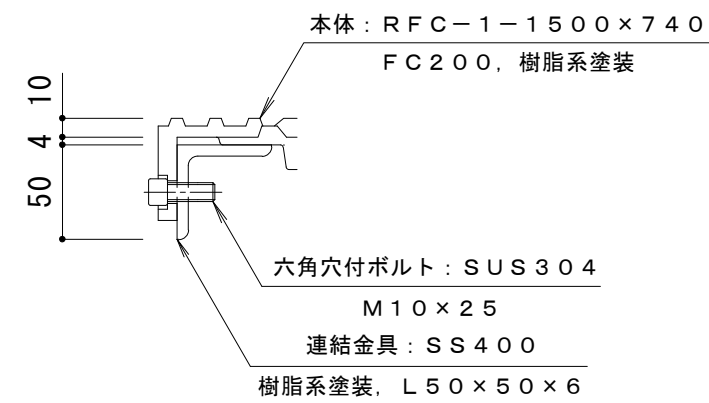 本体：ＲＦＣ－１－１５００×７４０
ＦＣ２００，樹脂系塗装
10
4
50
六角穴付ボルト：ＳＵＳ３０４
Ｍ１０×２５
連結金具：ＳＳ４００
樹脂系塗装，Ｌ５０×５０×６